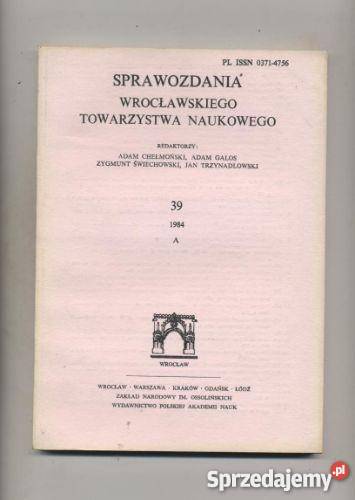 PL ISSN 0371-4756
SPRAWOZDANIA
WROCŁAWSKIEGO
TOWARZYSTWA NAUKOWEGO
REDAKTORZY:
ADAM CHEŁMOŃSKI, ADAM GALOS
ZYGMUNT ŚWIECHOWSKI, JAN TRZYNADLOWSKI
39
1984
A
WROCŁAW
WROCŁAW · WARSZAWA · KRAKÓW · GDAŃSK · ŁÓDŹ
ZAKŁAD NARODOWY IM. OSSOLIŃSKICH
WYDAWNICTWO POLSKIEJ AKADEMII NAUK
Sprzedajemy.pl